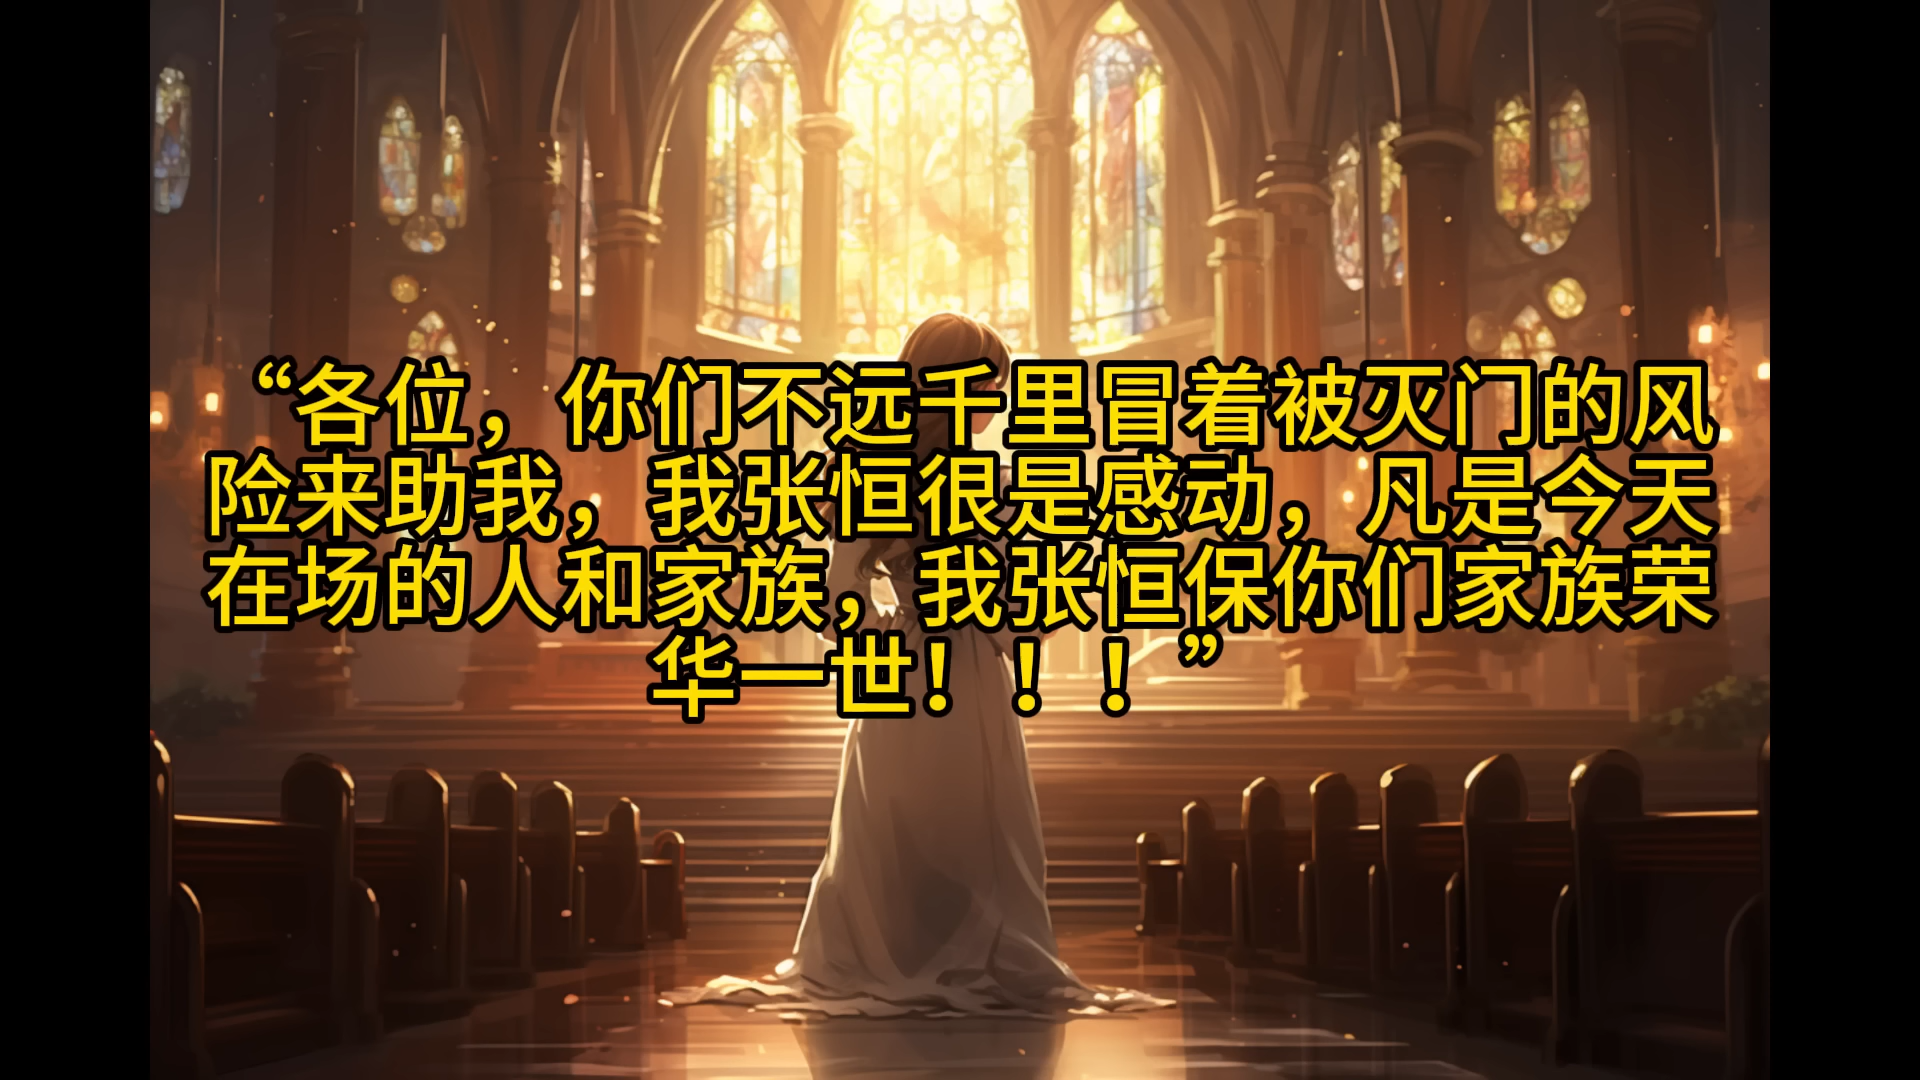 “各位，你们不远千里冒着被灭门的风
险来助我，我张恒很是感动，凡是今天
在场的人和家族，我张恒保你们家族荣
华一世！！！”